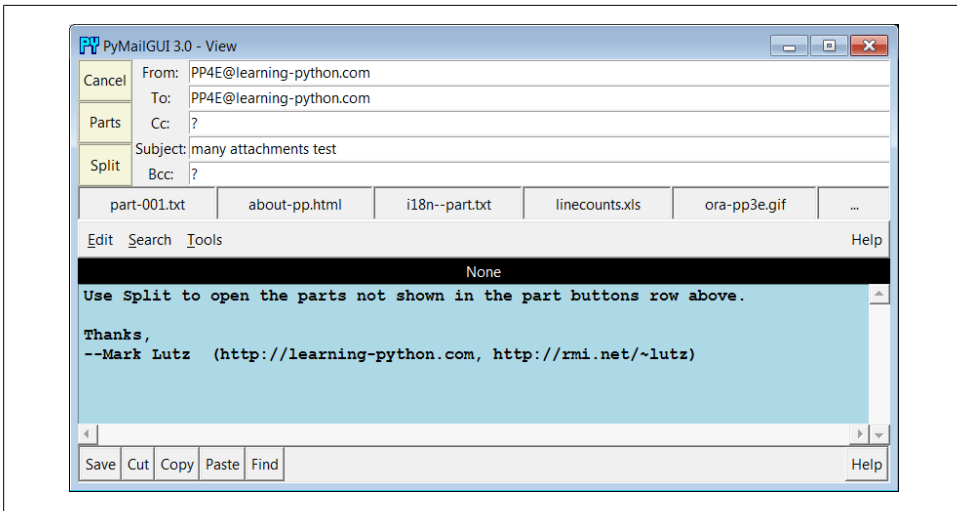 PY PyMailGUI 3.0 - View
Cancel
From: PP4E@learning-python.com
To: PP4E@learning-python.com
Parts
Cc: ?
Subject: many attachments test
Split
Bcc: ?
part-001.txt about-pp.html i18n--part.txt linecounts.xls ora-pp3e.gif ...
Edit Search Tools Help
None
Use Split to open the parts not shown in the part buttons row above.
Thanks,
--Mark Lutz (http://learning-python.com, http://rmi.net/~lutz)
Save Cut Copy Paste Find Help